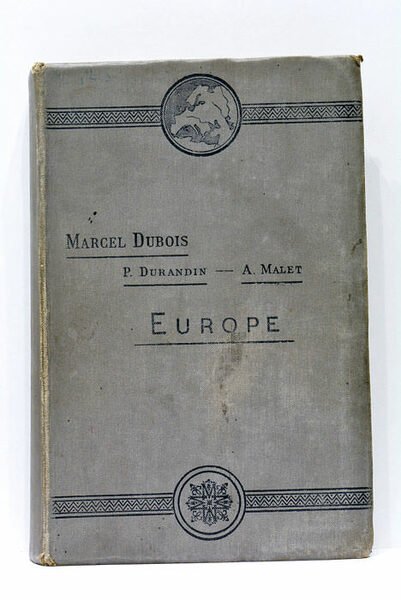 MARCEL DUBOIS
P. DURANDIN — A. MALET
EUROPE